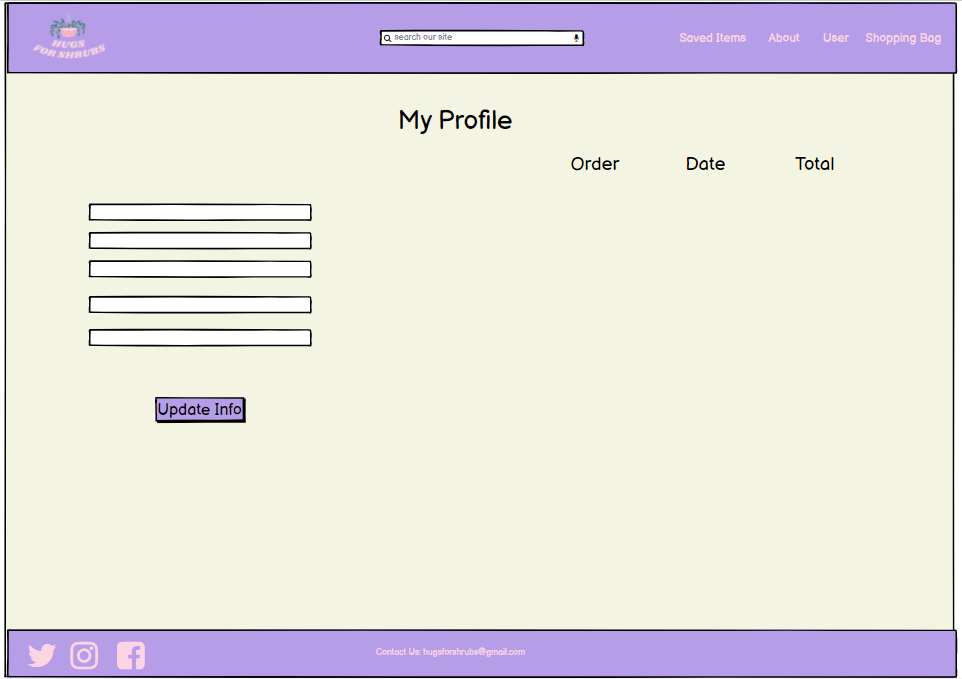 HUGS
FOR SHRUBS
search our site
Saved Items About User Shopping Bag
My Profile
Order Date Total
Update Info
Contact Us: hugsforshrubs@gmail.com